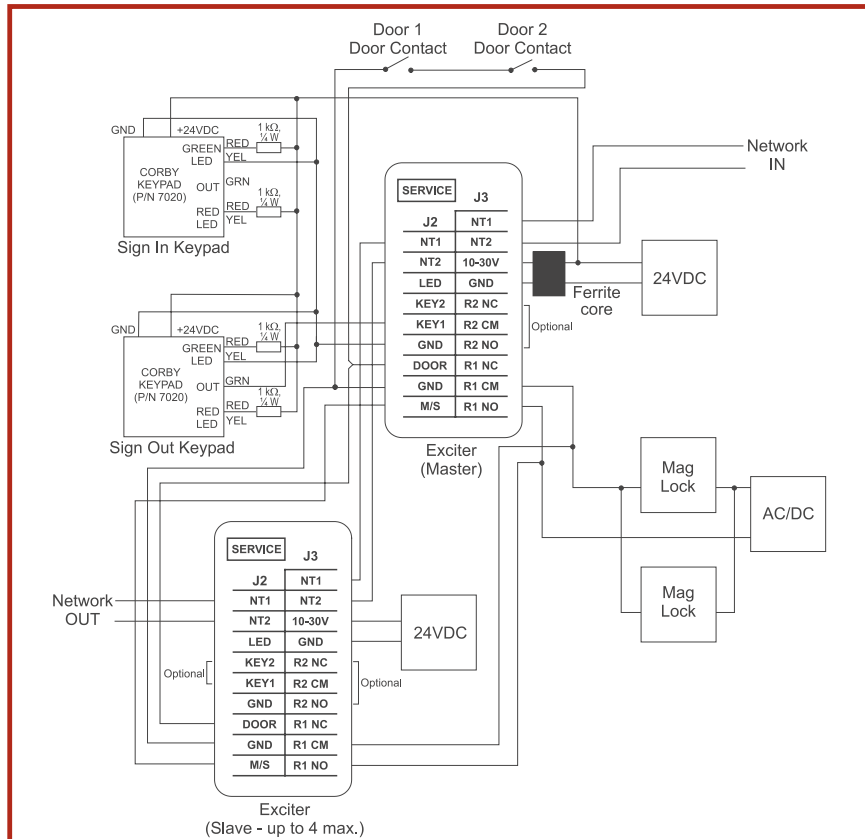 Door 1
Door Contact
Door 2
Door Contact
GND
+24VDC
1 kΩ,
¼ W
GREEN
LED
RED
YEL
CORBY
KEYPAD
(P/N 7020)
OUT
GRN
1 kΩ,
¼ W
RED
LED
RED
YEL
Sign In Keypad
Network
IN
SERVICE
J2
J3
NT1
NT1
NT2
NT2
10-30V
LED
GND
KEY2
R2 NC
KEY1
R2 CM
GND
R2 NO
DOOR
R1 NC
GND
R1 CM
M/S
R1 NO
Optional
Exciter
(Master)
Ferrite
core
24VDC
GND
+24VDC
1 kΩ,
¼ W
GREEN
LED
RED
YEL
CORBY
KEYPAD
(P/N 7020)
OUT
GRN
1 kΩ,
¼ W
RED
LED
RED
YEL
Sign Out Keypad
Mag
Lock
AC/DC
Mag
Lock
SERVICE
J2
J3
NT1
NT1
NT2
NT2
10-30V
LED
GND
KEY2
R2 NC
KEY1
R2 CM
GND
R2 NO
DOOR
R1 NC
GND
R1 CM
M/S
R1 NO
Network
OUT
Optional
Optional
24VDC
Exciter
(Slave - up to 4 max.)